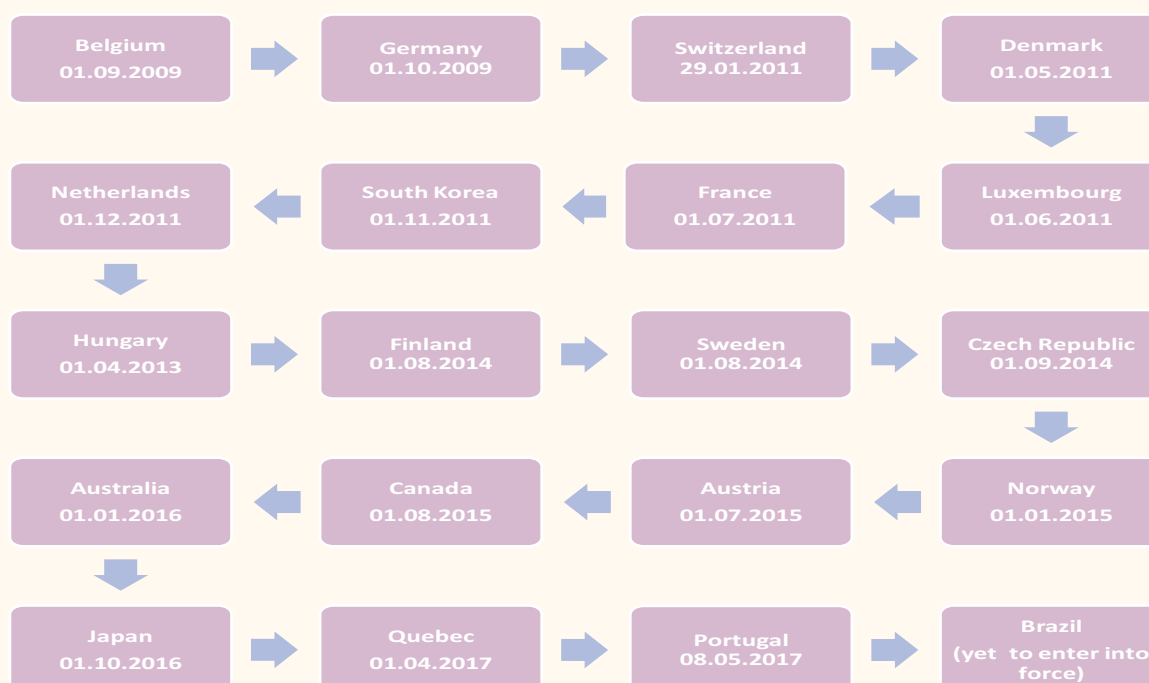 Belgium
01.09.2009
Germany
01.10.2009
Switzerland
29.01.2011
Denmark
01.05.2011
Luxembourg
01.06.2011
France
01.07.2011
South Korea
01.11.2011
Netherlands
01.12.2011
Hungary
01.04.2013
Finland
01.08.2014
Sweden
01.08.2014
Czech Republic
01.09.2014
Norway
01.01.2015
Austria
01.07.2015
Canada
01.08.2015
Australia
01.01.2016
Japan
01.10.2016
Quebec
01.04.2017
Portugal
08.05.2017
Brazil
(yet to enter into
force)